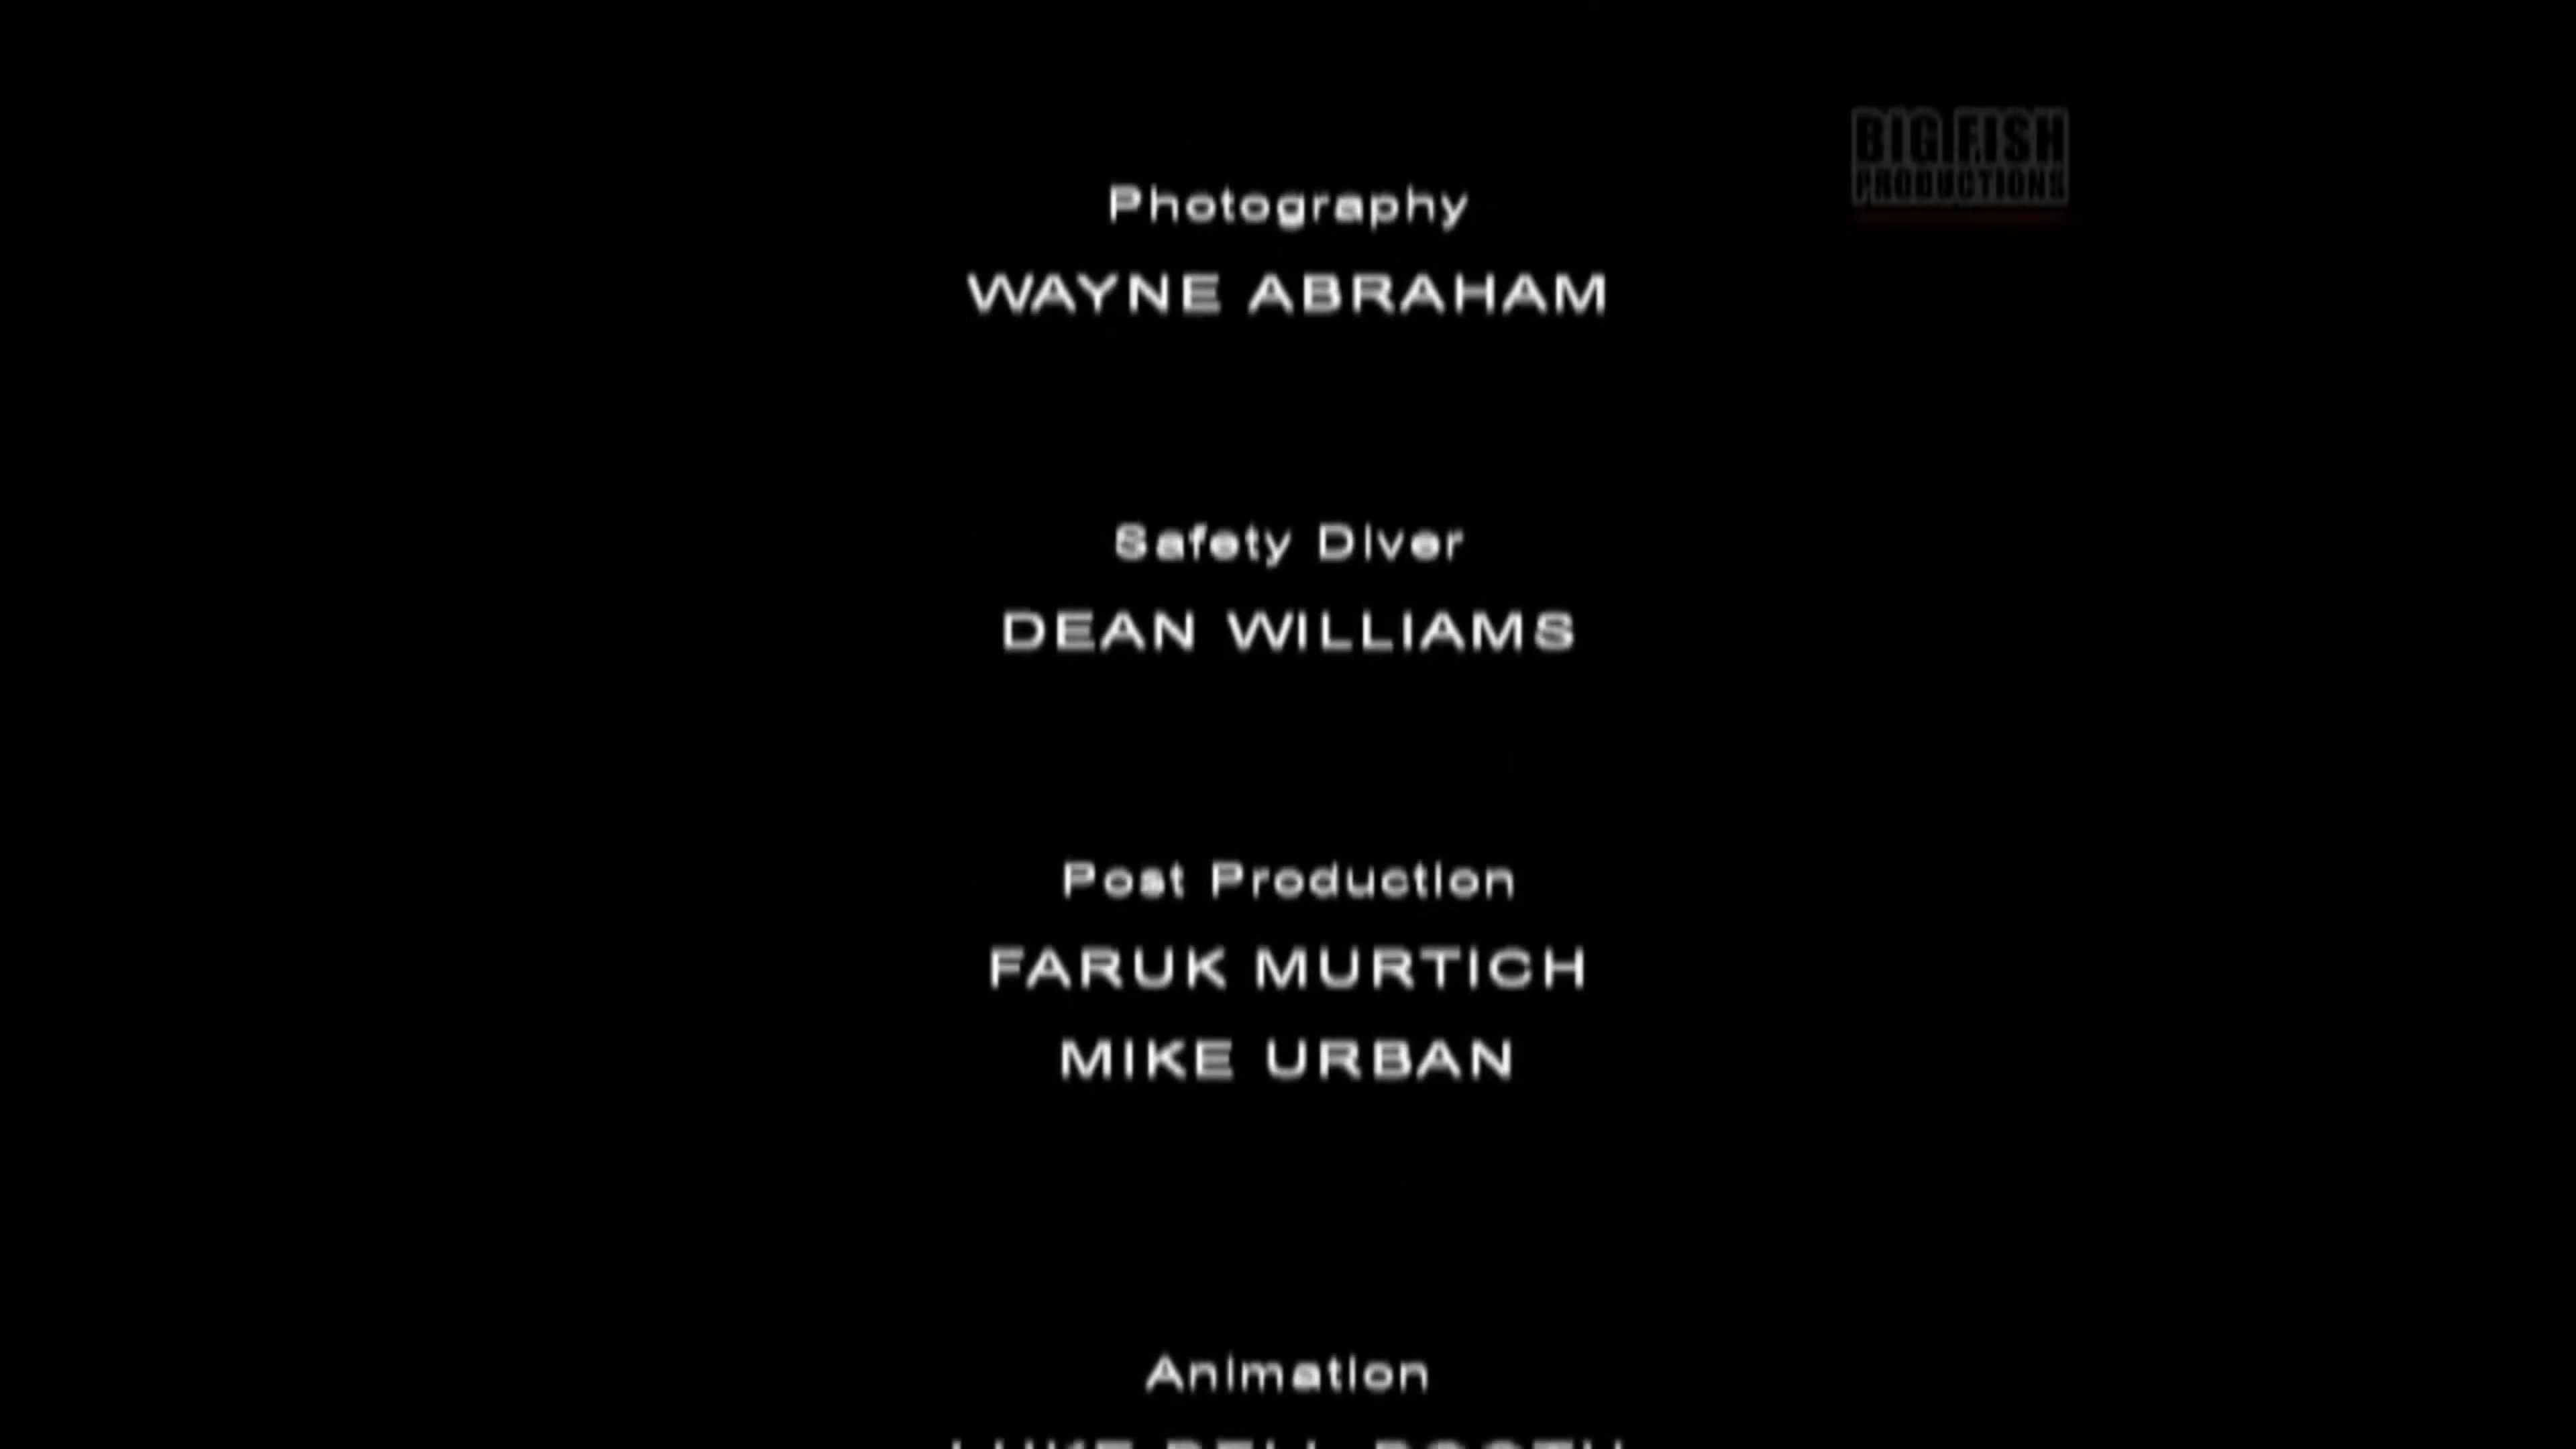 BIG FISH
PRODUCTIONS
Photography
WAYNE ABRAHAM
Safety Diver
DEAN WILLIAMS
Post Production
FARUK MURTICH
MIKE URBAN
Animation